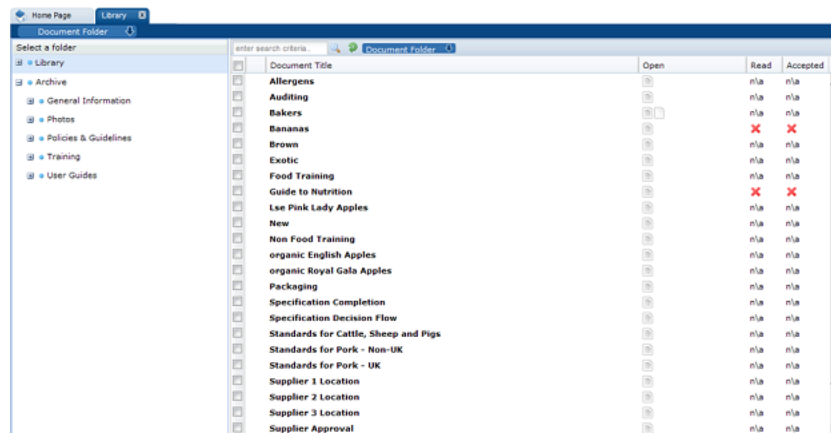 Home Page Library
Document Folder
Select a folder
Library
Archive
General Information
Photos
Policies & Guidelines
Training
User Guides
enter search criteria. Document Folder
Document Title Open Read Accepted
Allergens n\a n\a
Auditing n\a n\a
Bakers n\a n\a
Bananas
Brown n\a n\a
Exotic n\a n\a
Food Training n\a n\a
Guide to Nutrition
Lse Pink Lady Apples n\a n\a
New n\a n\a
Non Food Training n\a n\a
organic English Apples n\a n\a
organic Royal Gala Apples n\a n\a
Packaging n\a n\a
Specification Completion n\a n\a
Specification Decision Flow n\a n\a
Standards for Cattle, Sheep and Pigs n\a n\a
Standards for Pork - Non-UK n\a n\a
Standards for Pork - UK n\a n\a
Supplier 1 Location n\a n\a
Supplier 2 Location n\a n\a
Supplier 3 Location n\a n\a
Supplier Approval n\a n\a